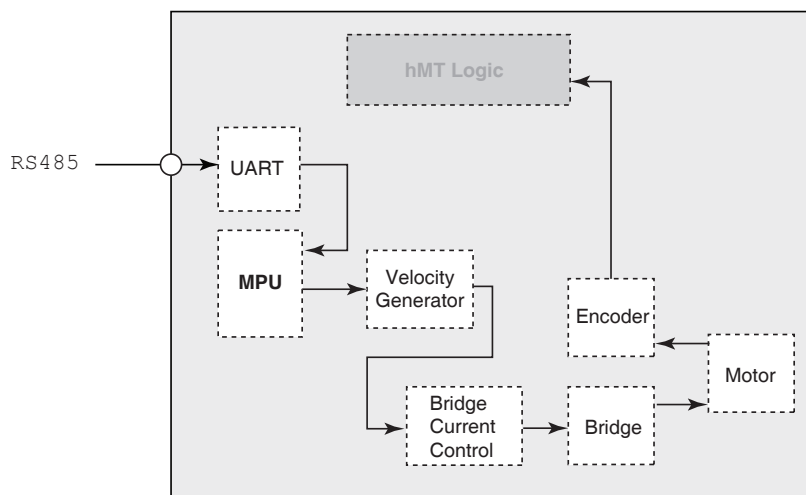 hMT Logic
RS485
UART
MPU
Velocity
Generator
Encoder
Motor
Bridge
Current
Control
Bridge